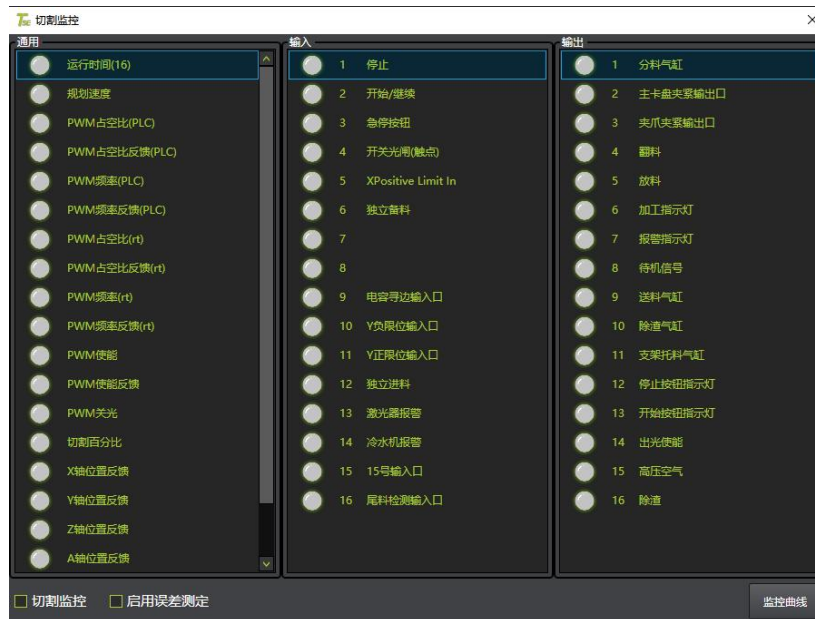 Tsc 切割监控
通用
运行时间(16)
规划速度
PWM占空比(PLC)
PWM占空比反馈(PLC)
PWM频率(PLC)
PWM频率反馈(PLC)
PWM占空比(rt)
PWM占空比反馈(rt)
PWM频率(rt)
PWM频率反馈(rt)
PWM使能
PWM使能反馈
PWM关光
切割百分比
X轴位置反馈
Y轴位置反馈
Z轴位置反馈
A轴位置反馈
输入
1 停止
2 开始/继续
3 急停按钮
4 开关光闸(触点)
5 XPositive Limit In
6 独立备料
7
8
9 电容寻边输入口
10 Y负限位输入口
11 Y正限位输入口
12 独立进料
13 激光器报警
14 冷水机报警
15 15号输入口
16 尾料检测输入口
输出
1 分料气缸
2 主卡盘夹紧输出口
3 夹爪夹紧输出口
4 翻料
5 放料
6 加工指示灯
7 报警指示灯
8 待机信号
9 送料气缸
10 除渣气缸
11 支架托料气缸
12 停止按钮指示灯
13 开始按钮指示灯
14 出光使能
15 高压空气
16 除渣
切割监控 启用误差测定 监控曲线